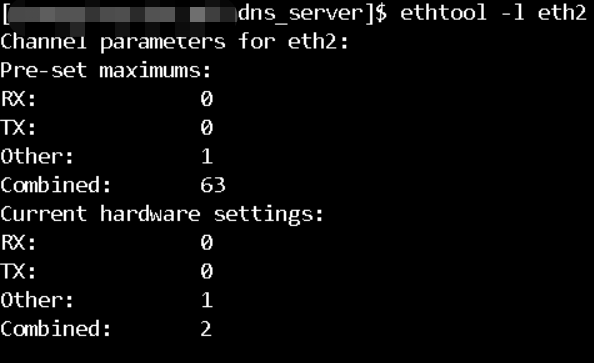 [dns_server]$ ethtool -l eth2
Channel parameters for eth2:
Pre-set maximums:
RX: 0
TX: 0
Other: 1
Combined: 63
Current hardware settings:
RX: 0
TX: 0
Other: 1
Combined: 2